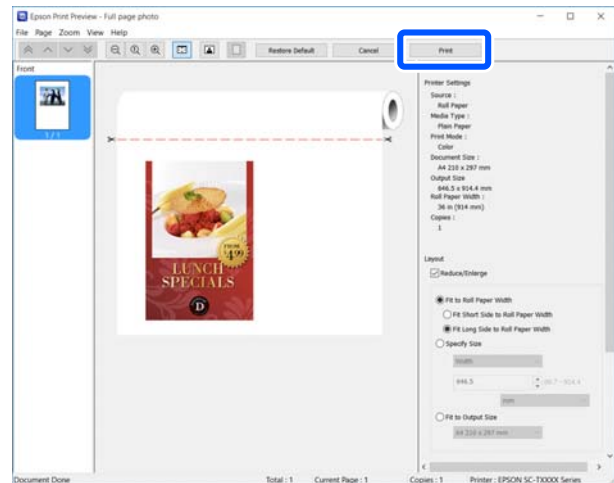 Epson Print Preview - Full page photo
File Page Zoom View Help
Restore Default
Cancel
Print
Front
1 / 1
FROM
$4.99
LUNCH
SPECIALS
D
Printer Settings
Source :
Roll Paper
Media Type :
Plain Paper
Print Mode :
Color
Document Size :
A4 210 x 297 mm
Output Size
646.5 x 914.4 mm
Roll Paper Width :
36 in (914 mm)
Copies :
1
Layout
Reduce/Enlarge
Fit to Roll Paper Width
Fit Short Side to Roll Paper Width
Fit Long Side to Roll Paper Width
Specify Size
Width
646.5
mm
Fit to Output Size
A4 210 x 297 mm
Document Done
Total : 1
Current Page : 1
Copies : 1
Printer : EPSON SC-TXXXX Series